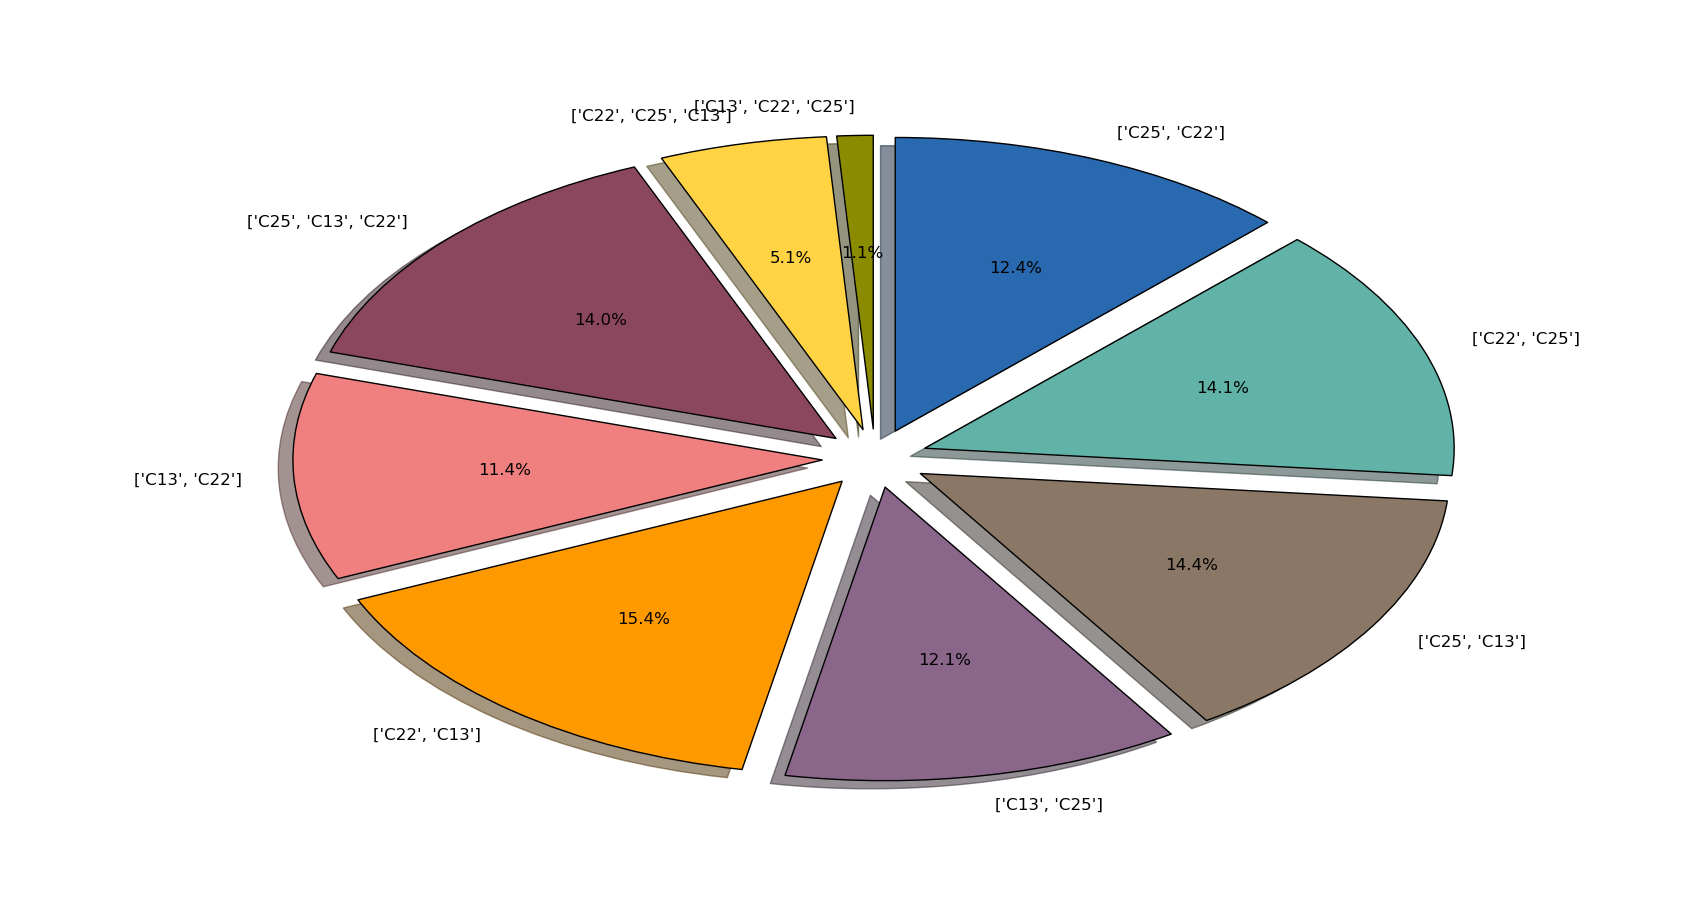 ['C13', 'C22', 'C25']
['C22', 'C25', 'C13']
['C25', 'C22']
['C25', 'C13', 'C22']
5.1%
1.1%
12.4%
14.0%
['C22', 'C25']
14.1%
11.4%
['C13', 'C22']
14.4%
15.4%
['C25', 'C13']
12.1%
['C22', 'C13']
['C13', 'C25']